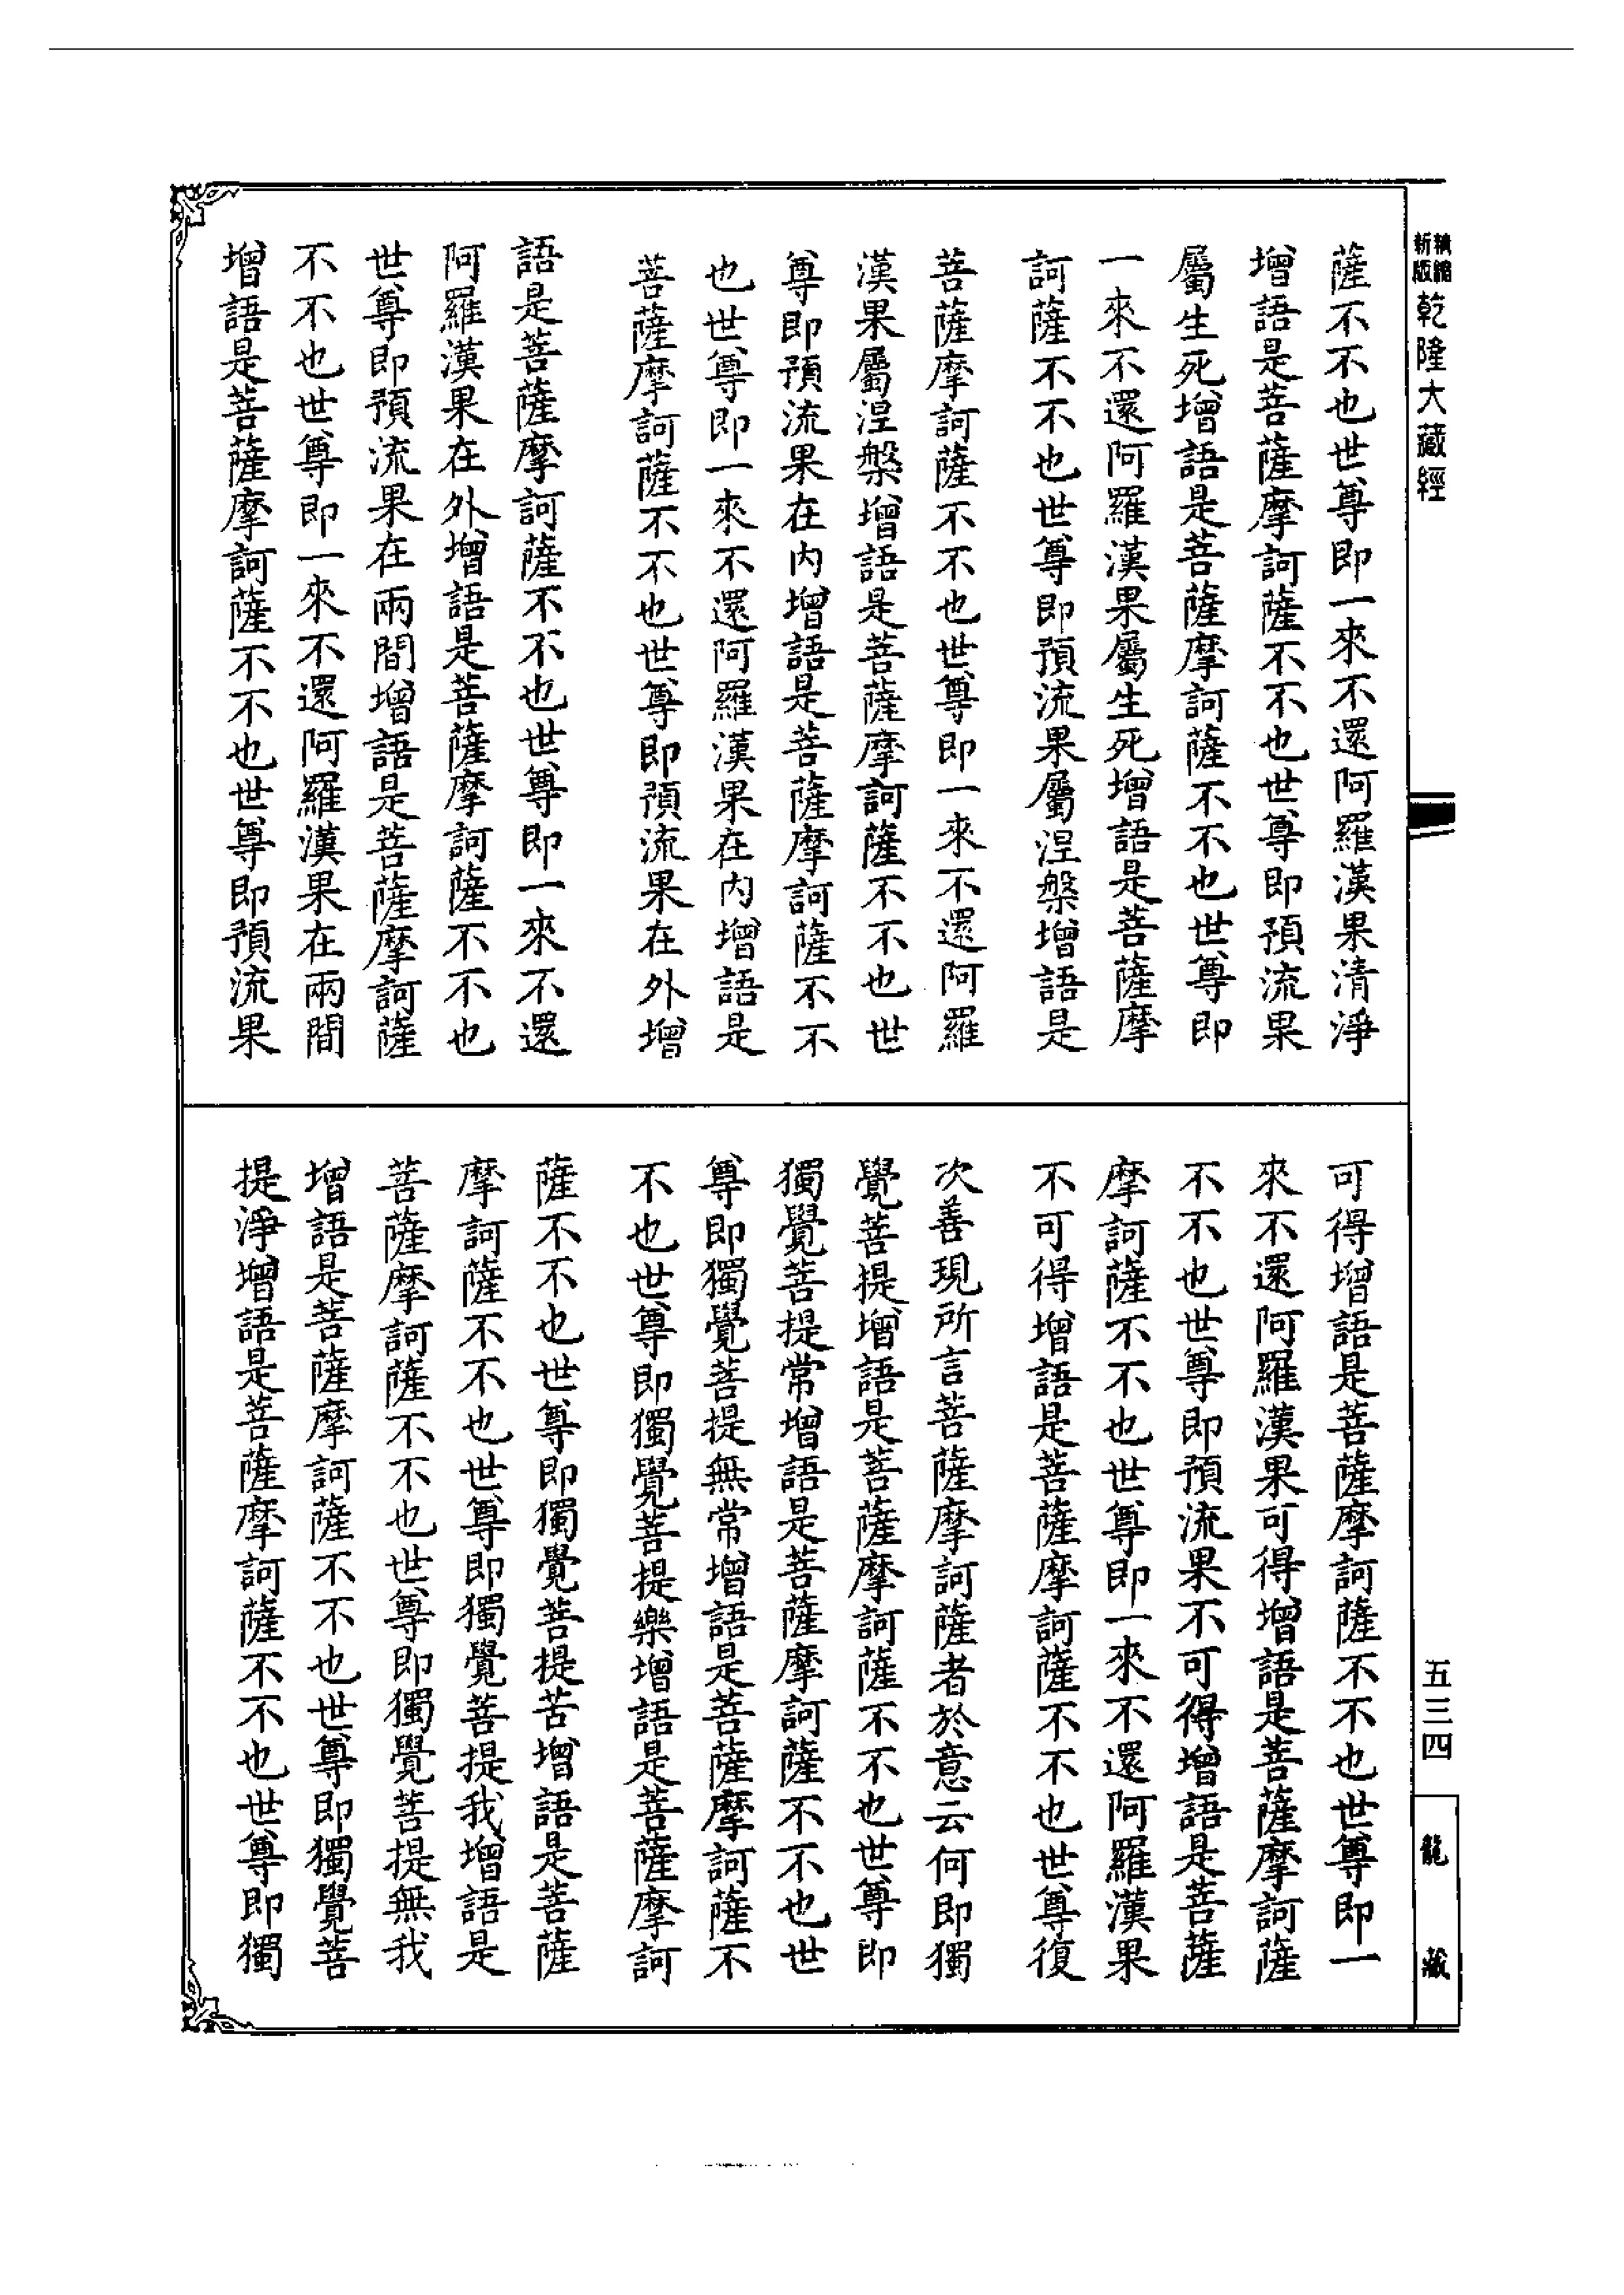 精縮新版乾隆大藏經
薩不不也世尊即一來不還阿羅漢果清淨
增語是菩薩摩訶薩不不也世尊即預流果
屬生死增語是菩薩摩訶薩不不也世尊即
一來不還阿羅漢果屬生死增語是菩薩摩
訶薩不不也世尊即預流果屬涅槃增語是
菩薩摩訶薩不不也世尊即一來不還阿羅
漢果屬涅槃增語是菩薩摩訶薩不不也世
尊即預流果在內增語是菩薩摩訶薩不不
也世尊即一來不還阿羅漢果在內增語是
菩薩摩訶薩不不也世尊即預流果在外增
語是菩薩摩訶薩不不也世尊即一來不還
阿羅漢果在外增語是菩薩摩訶薩不不也
世尊即預流果在兩間增語是菩薩摩訶薩
不不也世尊即一來不還阿羅漢果在兩間
增語是菩薩摩訶薩不不也世尊即預流果
可得增語是菩薩摩訶薩不不也世尊即一
來不還阿羅漢果可得增語是菩薩摩訶薩
不不也世尊即預流果不可得增語是菩薩
摩訶薩不不也世尊即一來不還阿羅漢果
不可得增語是菩薩摩訶薩不不也世尊復
次善現所言菩薩摩訶薩者於意云何即獨
覺菩提增語是菩薩摩訶薩不不也世尊即
獨覺菩提常增語是菩薩摩訶薩不不也世
尊即獨覺菩提無常增語是菩薩摩訶薩不
不也世尊即獨覺菩提樂增語是菩薩摩訶
薩不不也世尊即獨覺菩提苦增語是菩薩
摩訶薩不不也世尊即獨覺菩提我增語是
菩薩摩訶薩不不也世尊即獨覺菩提無我
增語是菩薩摩訶薩不不也世尊即獨覺菩
提淨增語是菩薩摩訶薩不不也世尊即獨
五三四
龍藏